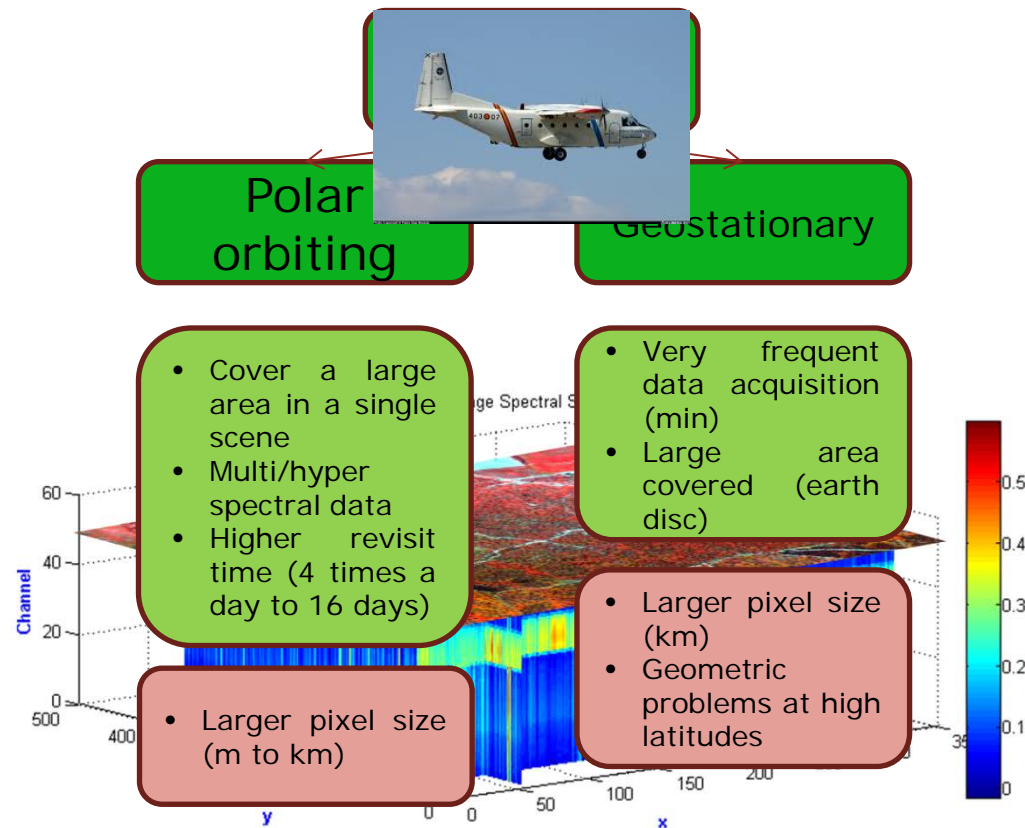 403 07
Polar
orbiting
Geostationary
• Cover a large
area in a single
scene
• Multi/hyper
spectral data
• Higher revisit
time (4 times a
day to 16 days)
• Very frequent
data acquisition
(min)
• Large area
covered (earth
disc)
• Larger pixel size
(m to km)
• Larger pixel size
(km)
• Geometric
problems at high
latitudes
ge Spectral S
Channel
60
40
20
0
500
400
y
0
0
50
100
150
200
x
0.5
0.4
0.3
0.2
0.1
0